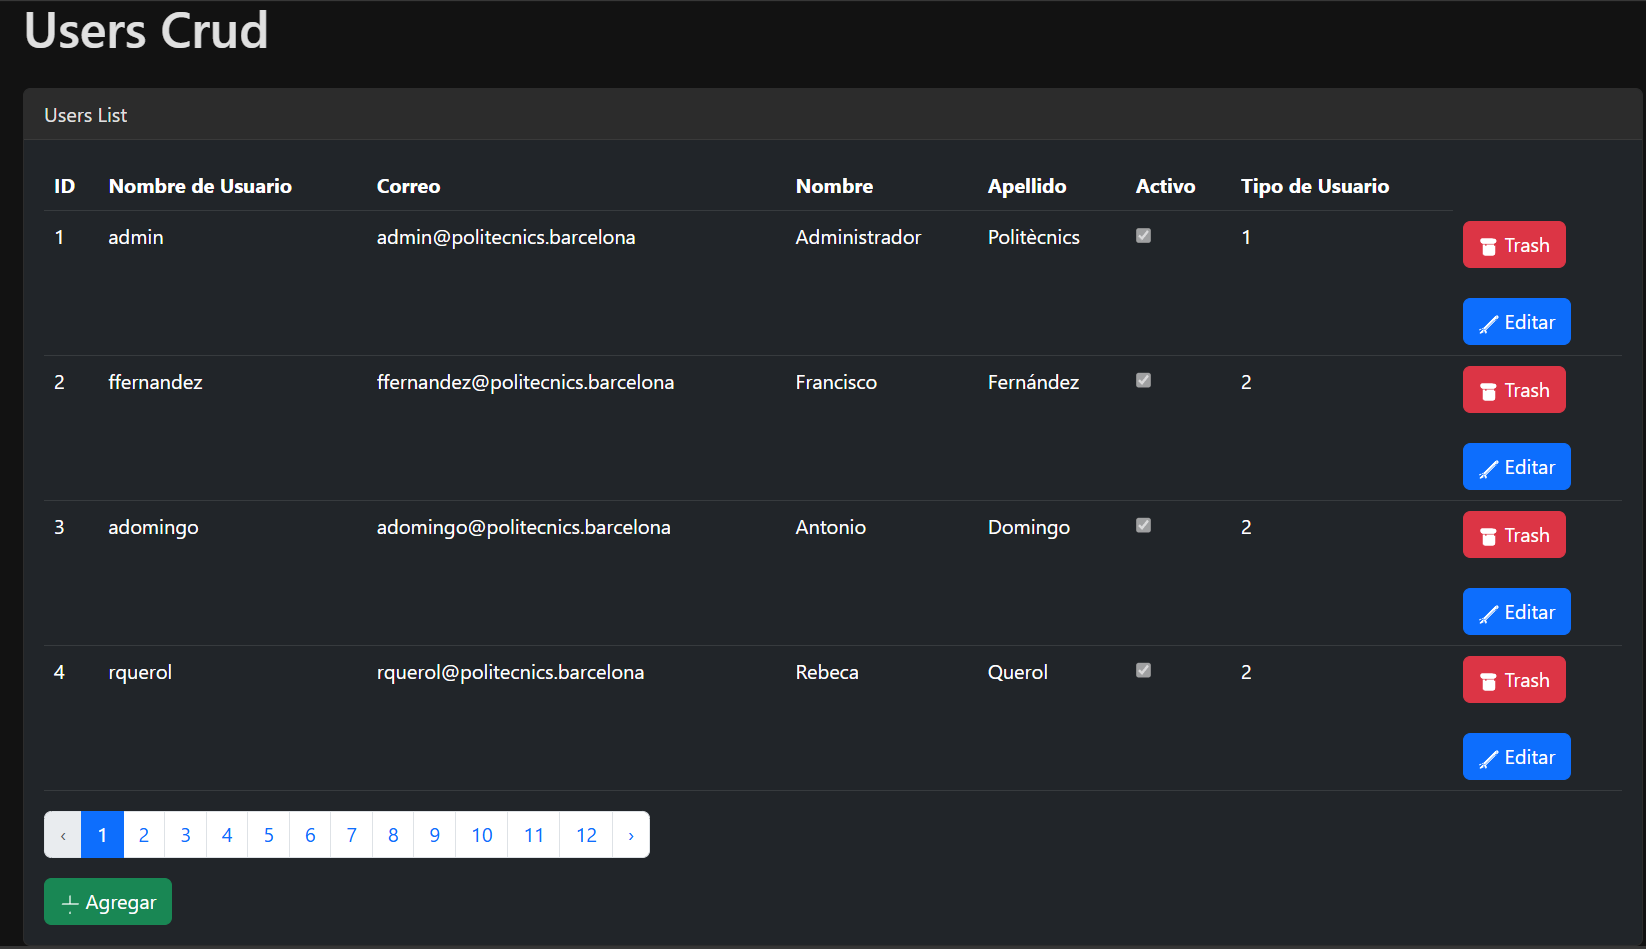 Users Crud
Users List
ID Nombre de Usuario Correo Nombre Apellido Activo Tipo de Usuario
1 admin admin@politecnics.barcelona Administrador Politècnics 1 Trash
Editar
2 ffernandez ffernandez@politecnics.barcelona Francisco Fernández 2 Trash
Editar
3 adomingo adomingo@politecnics.barcelona Antonio Domingo 2 Trash
Editar
4 rquerol rquerol@politecnics.barcelona Rebeca Querol 2 Trash
Editar
‹ 1 2 3 4 5 6 7 8 9 10 11 12 ›
Agregar